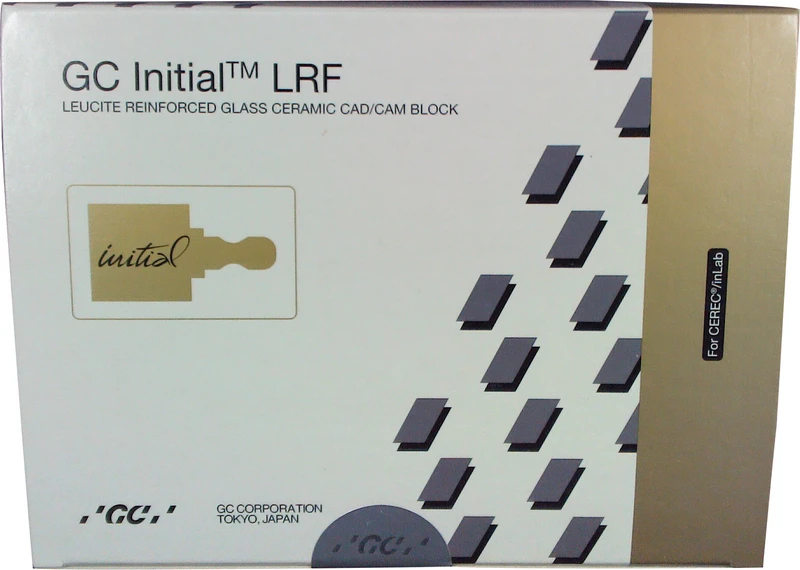 GC Initial™ LRF
LEUCITE REINFORCED GLASS CERAMIC CAD/CAM BLOCK
initial
For CEREC®/inLab
GC CORPORATION
TOKYO, JAPAN
'GC'
'GC'